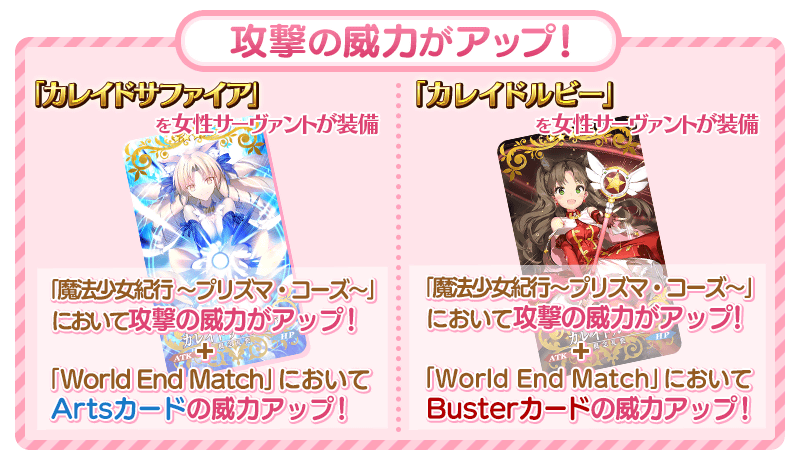 攻撃の威力がアップ!
「カレイドサファイア」
を女性サーヴァントが装備
「魔法少女紀行 〜プリズマ・コーズ〜」
において攻撃の威力がアップ!
+
「World End Match」において
Artsカードの威力アップ!
ATK
HP
「カレイドルビー」
を女性サーヴァントが装備
「魔法少女紀行〜プリズマ・コーズ〜」
において攻撃の威力がアップ!
+
「World End Match」において
Busterカードの威力アップ!
ATK
HP